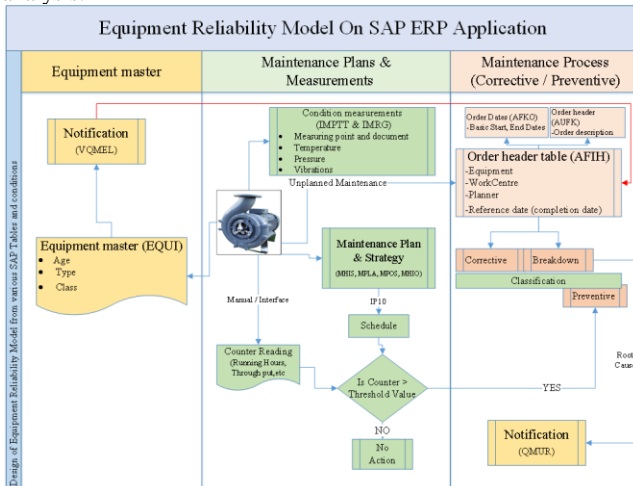 Equipment Reliability Model On SAP ERP Application
Design of Equipment Reliability Model from various SAP Tables and conditions
Equipment master
Maintenance Plans &
Measurements
Maintenance Process
(Corrective / Preventive)
Notification
(VQMEL)
Equipment master (EQUI)
• Age
• Type
• Class
Condition measurements
(IMPTT & IMRG)
• Measuring point and document
• Temperature
• Pressure
• Vibrations
Unplanned Maintenance
Maintenance Plan
& Strategy
(MHIS, MPLA, MPOS, MHIO)
Manual / Interface
IP10
Schedule
Counter Reading
(Running Hours,
Through put,etc
Is Counter >
Threshold Value
YES
NO
No
Action
Order Dates (AFKO)
-Basic Start, End Dates
Order header
(AUFK)
-Order description
Order header table (AFIH)
-Equipment
-WorkCentre
-Planner
-Reference date (completion date)
Corrective
Breakdown
Classification
Preventive
Root
Cause
Notification
(QMUR)